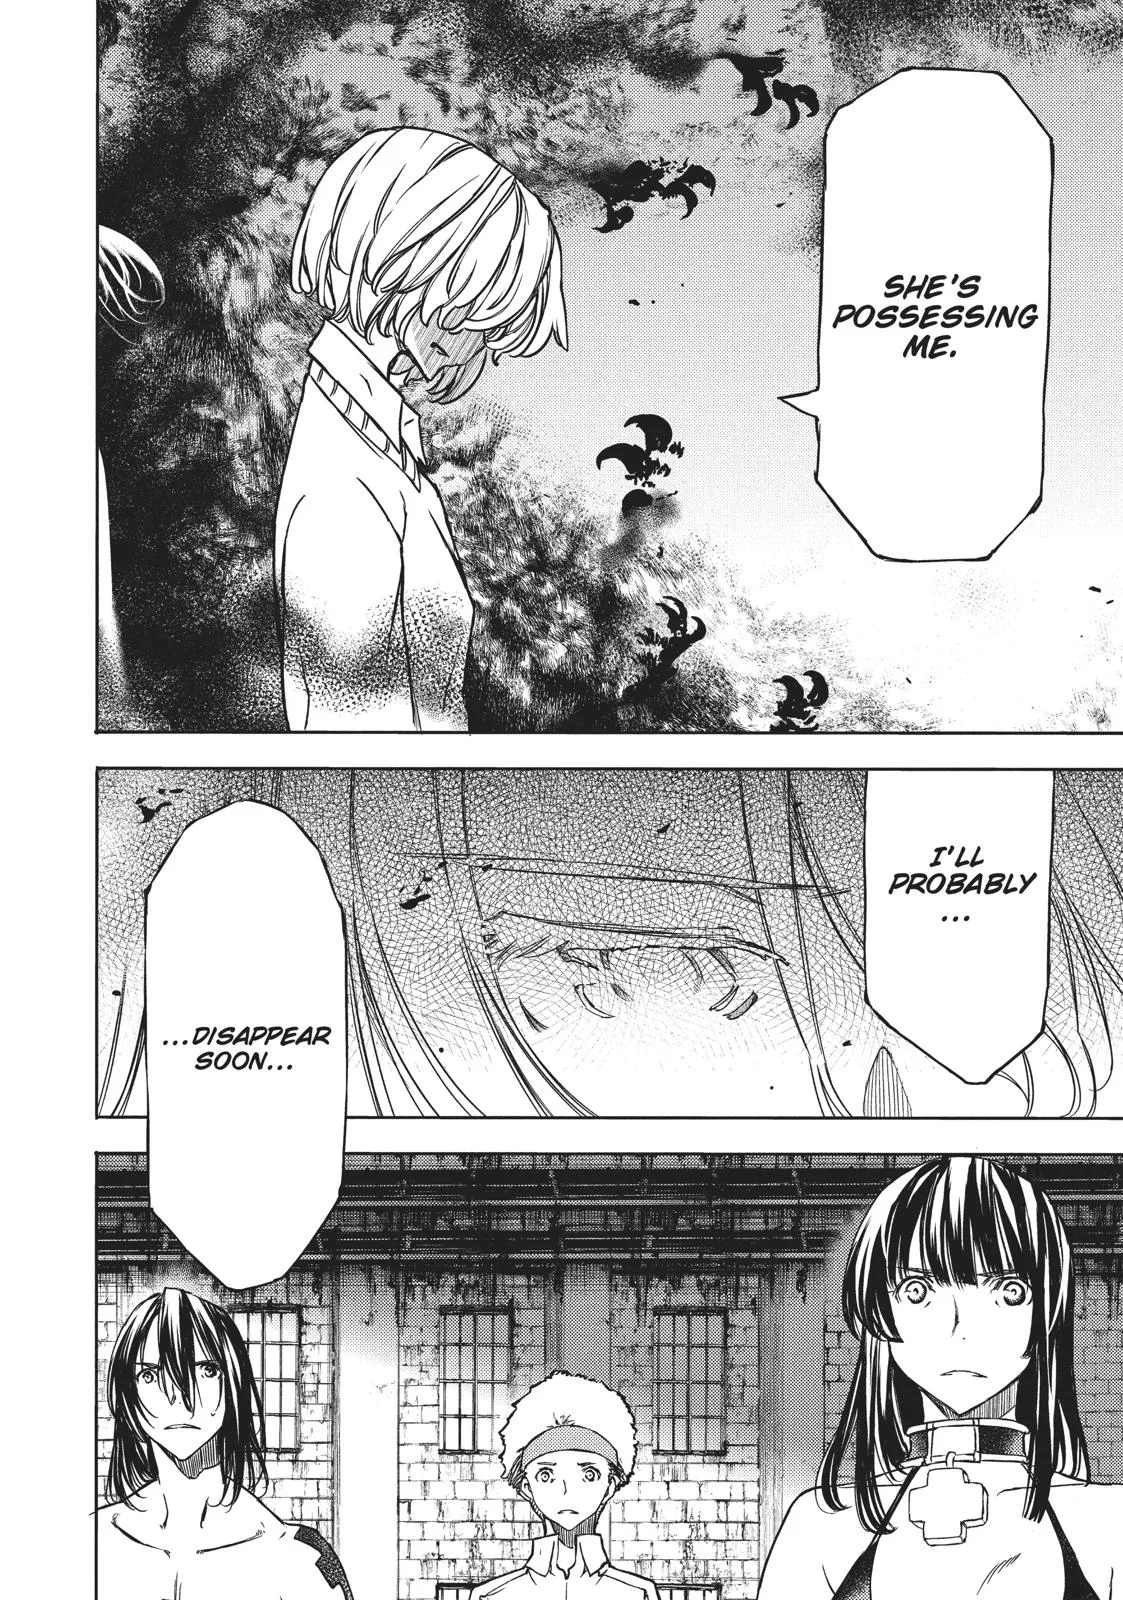 SHE'S
POSSESSING
ME.
I'LL
PROBABLY
...
...DISAPPEAR
SOON...